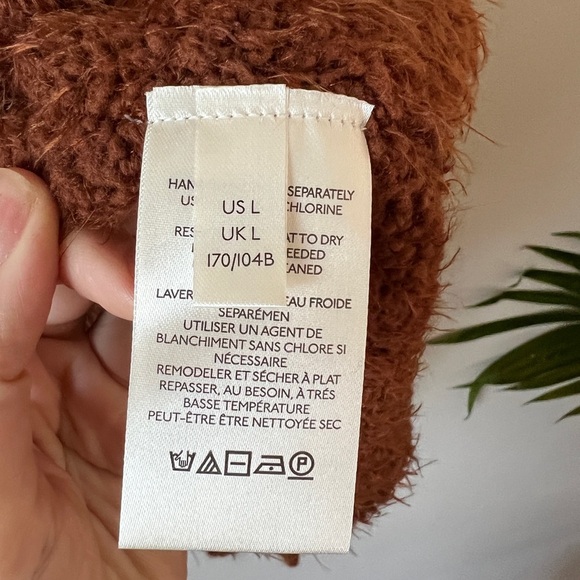 US L
UK L
170/104B
HAN
SEPARATELY
US
CHLORINE
RES
AT TO DRY
EEDED
EANED
LAVER
EAU FROIDE
SEPARÉMEN
UTILISER UN AGENT DE
BLANCHIMENT SANS CHLORE SI
NÉCESSAIRE
REMODELER ET SÉCHER À PLAT
REPASSER, AU BESOIN, À TRÉS
BASSE TEMPÉRATURE
PEUT-ÊTRE ÊTRE NETTOYÉE SEC
P